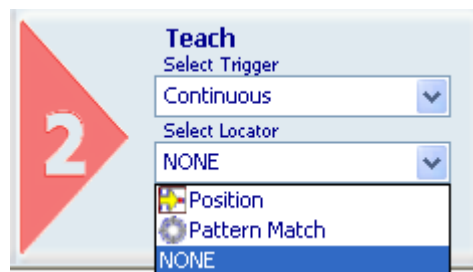 Teach
Select Trigger
Continuous
2
Select Locator
NONE
Position
Pattern Match
NONE